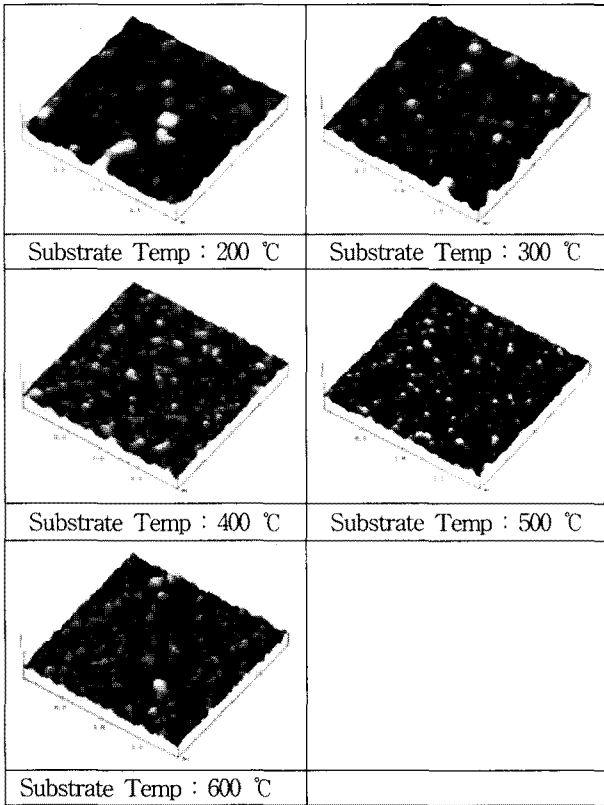 Substrate Temp : 200 ℃
Substrate Temp : 300 ℃
Substrate Temp : 400 ℃
Substrate Temp : 500 ℃
Substrate Temp : 600 ℃